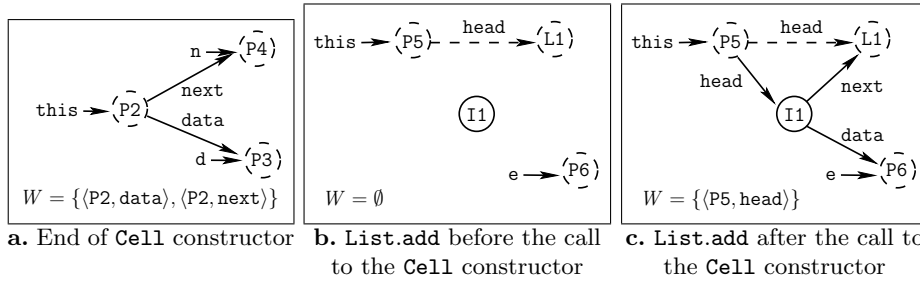 n
P4
next
this
P2
data
d
P3
W = {⟨P2, data⟩, ⟨P2, next⟩}
a. End of Cell constructor
head
this
P5
L1
I1
e
P6
W = ∅
b. List.add before the call
to the Cell constructor
head
this
P5
L1
head
next
I1
data
e
P6
W = {⟨P5, head⟩}
c. List.add after the call to
the Cell constructor